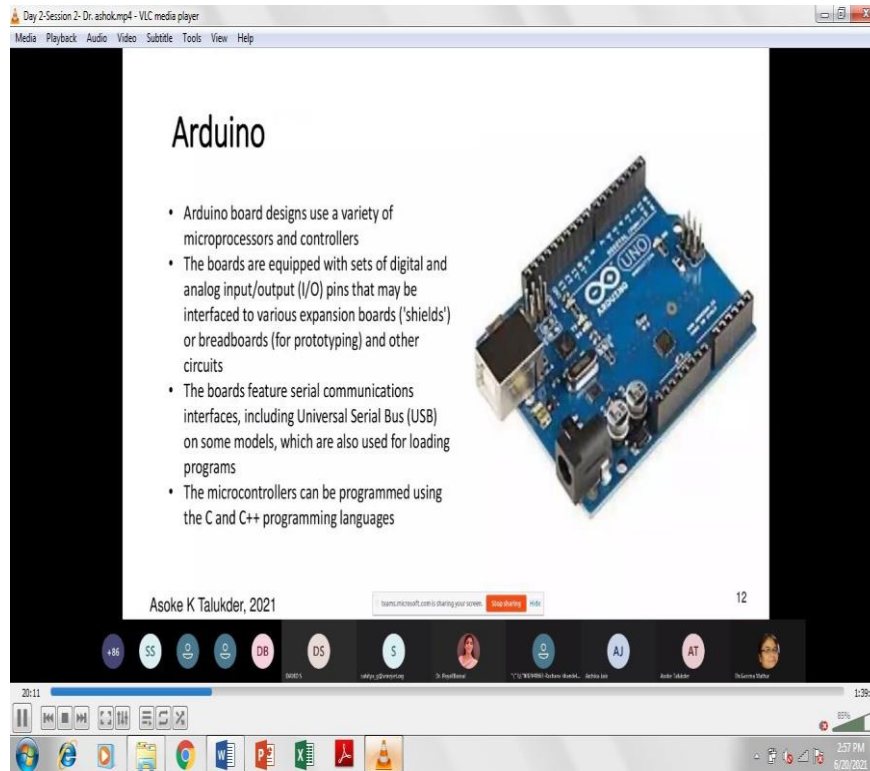 Day 2-Session 2- Dr. ashok.mp4 - VLC media player
Media Playback Audio Video Subtitle Tools View Help
Arduino
• Arduino board designs use a variety of
microprocessors and controllers
• The boards are equipped with sets of digital and
analog input/output (I/O) pins that may be
interfaced to various expansion boards ('shields')
or breadboards (for prototyping) and other
circuits
• The boards feature serial communications
interfaces, including Universal Serial Bus (USB)
on some models, which are also used for loading
programs
• The microcontrollers can be programmed using
the C and C++ programming languages
ARDUINO
UNO
Asoke K Talukder, 2021
teams.microsoft.com is sharing your screen. Stop sharing Hide
12
+86 SS DB DS S AJ AT
Archika Jain
Asoke Talukder
20:11
1:39:
85%
2:57 PM
6/20/2021